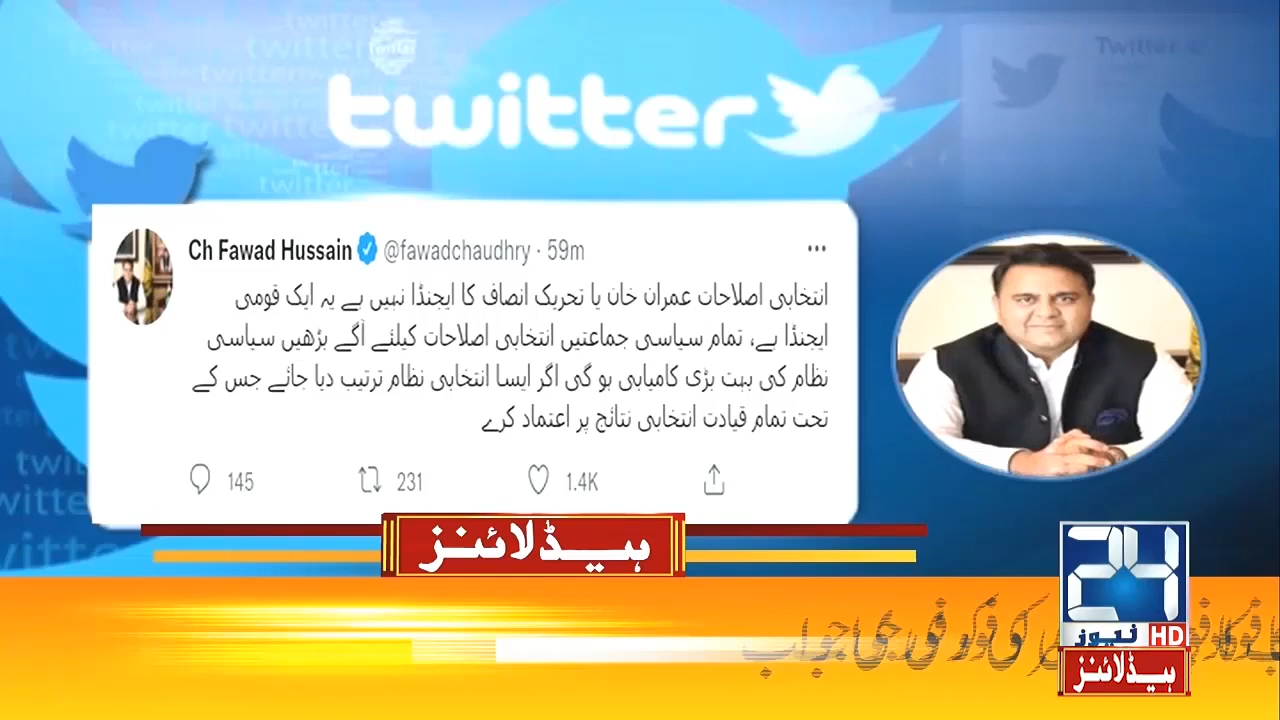 twitter
Ch Fawad Hussain @fawadchaudhry · 59m
انتخابی اصلاحات عمران خان یا تحریک انصاف کا ایجنڈا نہیں ہے یہ ایک قومی
ایجنڈا ہے، تمام سیاسی جماعتیں انتخابی اصلاحات کیلئے آگے بڑھیں سیاسی
نظام کی بہت بڑی کامیابی ہو گی اگر ایسا انتخابی نظام ترتیب دیا جائے جس کے
تحت تمام قیادت انتخابی نتائج پر اعتماد کرے
145 231 1.4K
ہیڈلائنز
24
نیوز HD
ہیڈلائنز